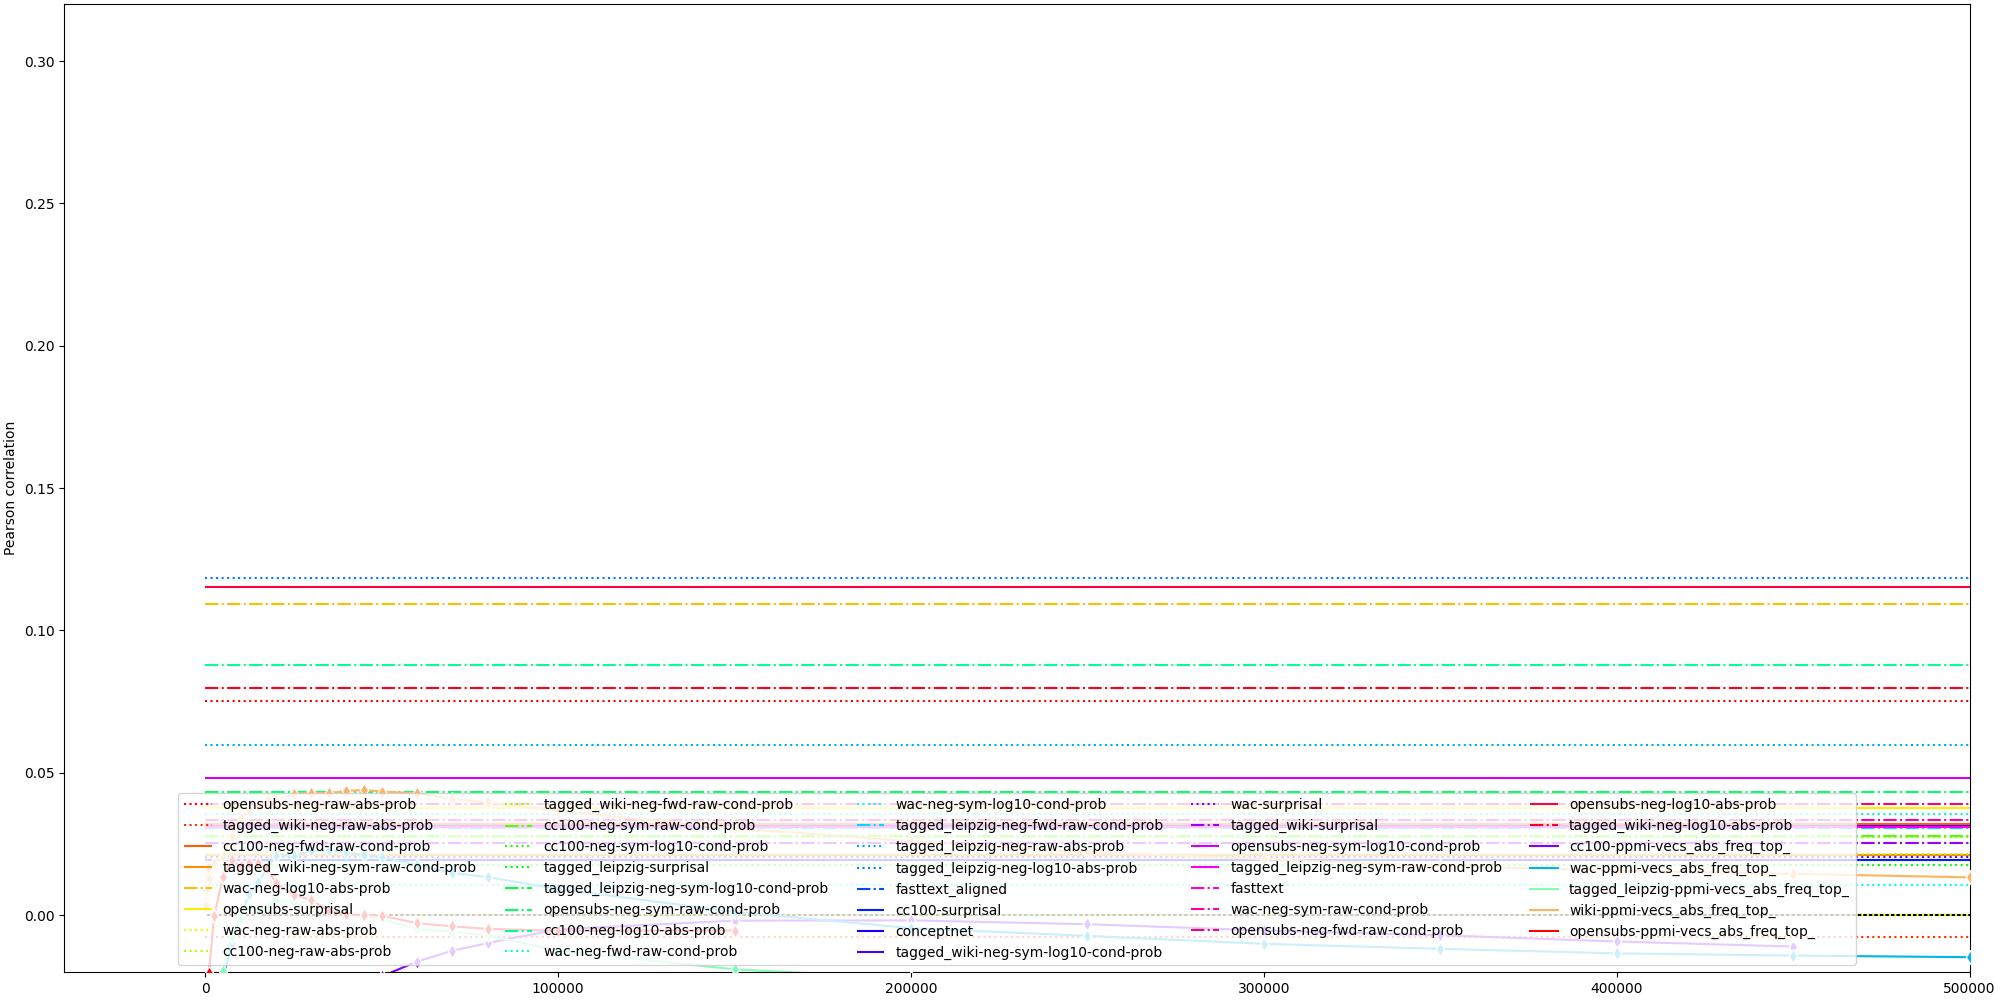 0.30
0.25
0.20
0.15
0.10
0.05
0.00
Pearson correlation
opensubs-neg-raw-abs-prob
tagged_wiki-neg-raw-abs-prob
cc100-neg-fwd-raw-cond-prob
tagged_wiki-neg-sym-raw-cond-prob
wac-neg-log10-abs-prob
opensubs-surprisal
wac-neg-raw-abs-prob
cc100-neg-raw-abs-prob
tagged_wiki-neg-fwd-raw-cond-prob
cc100-neg-sym-raw-cond-prob
cc100-neg-sym-log10-cond-prob
tagged_leipzig-surprisal
tagged_leipzig-neg-sym-log10-cond-prob
opensubs-neg-sym-raw-cond-prob
cc100-neg-log10-abs-prob
wac-neg-fwd-raw-cond-prob
wac-neg-sym-log10-cond-prob
tagged_leipzig-neg-fwd-raw-cond-prob
tagged_leipzig-neg-raw-abs-prob
tagged_leipzig-neg-log10-abs-prob
fasttext_aligned
cc100-surprisal
conceptnet
tagged_wiki-neg-sym-log10-cond-prob
wac-surprisal
tagged_wiki-surprisal
opensubs-neg-sym-log10-cond-prob
tagged_leipzig-neg-sym-raw-cond-prob
fasttext
wac-neg-sym-raw-cond-prob
opensubs-neg-fwd-raw-cond-prob
opensubs-neg-log10-abs-prob
tagged_wiki-neg-log10-abs-prob
cc100-ppmi-vecs_abs_freq_top_
wac-ppmi-vecs_abs_freq_top_
tagged_leipzig-ppmi-vecs_abs_freq_top_
wiki-ppmi-vecs_abs_freq_top_
opensubs-ppmi-vecs_abs_freq_top_
0
100000
200000
300000
400000
500000